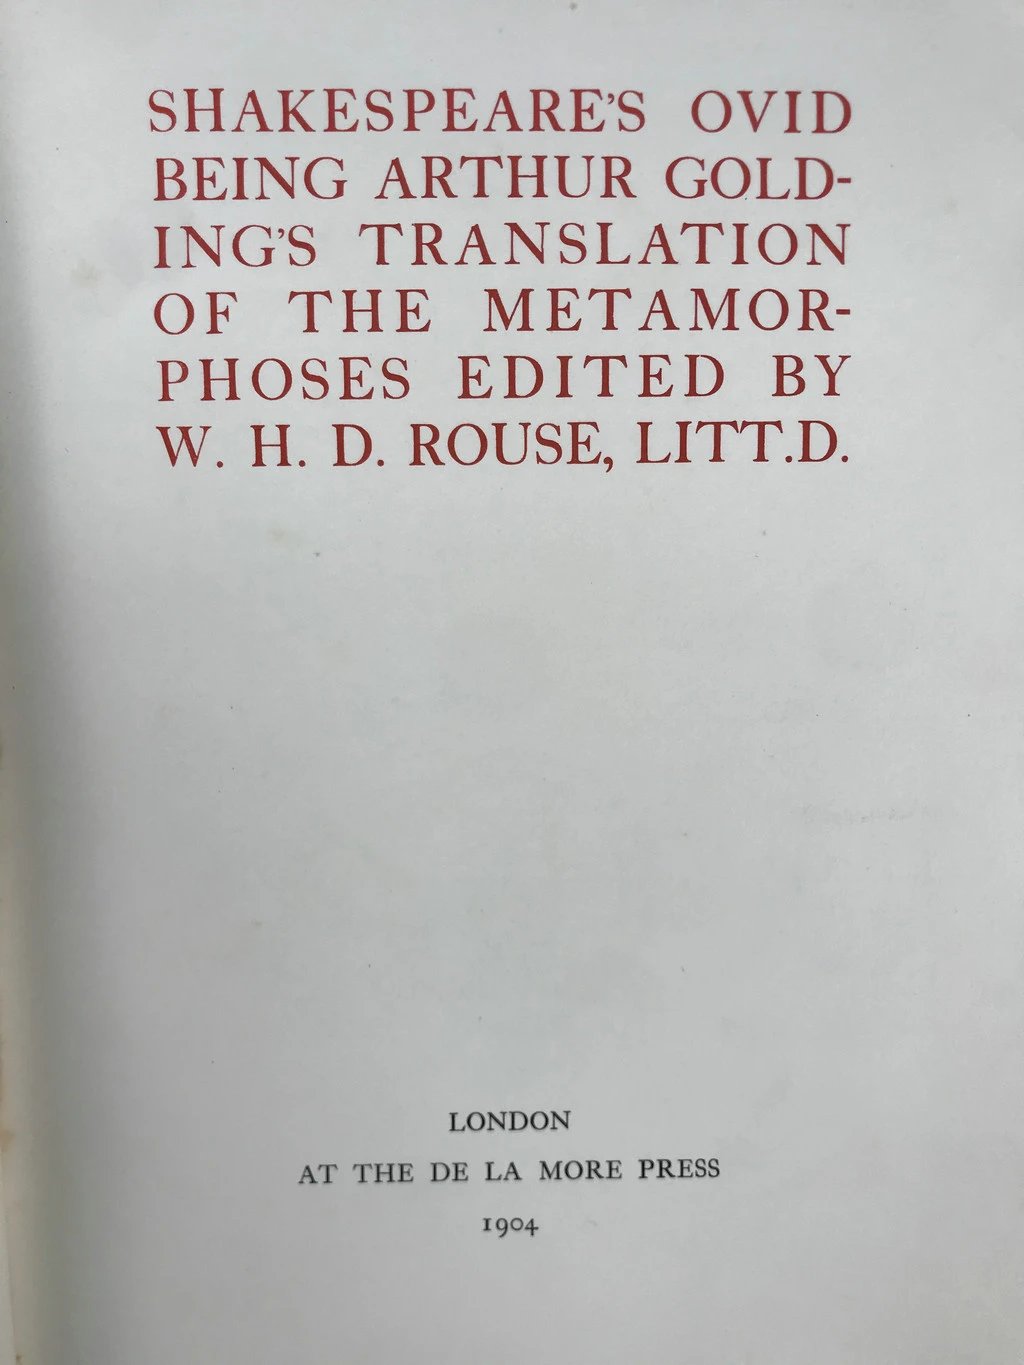 SHAKESPEARE'S OVID
BEING ARTHUR GOLD-
ING'S TRANSLATION
OF THE METAMOR-
PHOSES EDITED BY
W. H. D. ROUSE, LITT.D.
LONDON
AT THE DE LA MORE PRESS
1904